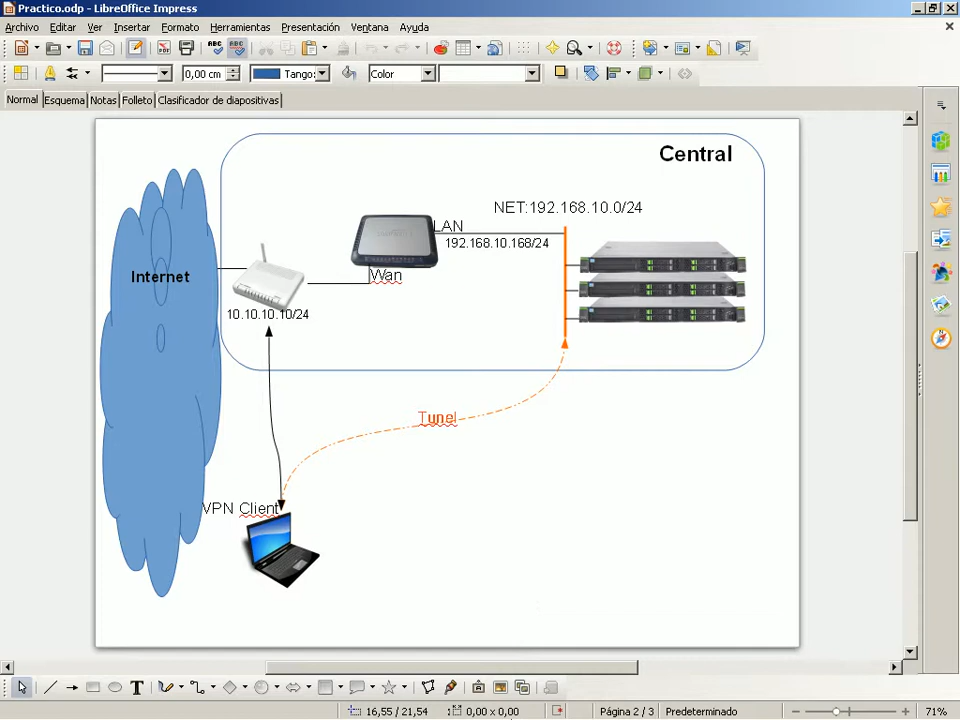 Practico.odp - LibreOffice Impress
Archivo Editar Ver Insertar Formato Herramientas Presentación Ventana Ayuda
0,00 cm Tango: Color
Normal Esquema Notas Folleto Clasificador de diapositivas
Central
NET:192.168.10.0/24
LAN
192.168.10.168/24
Internet
Wan
10.10.10.10/24
Tunel
VPN Client
16,55 / 21,54 0,00 x 0,00 Página 2 / 3 Predeterminado 71%